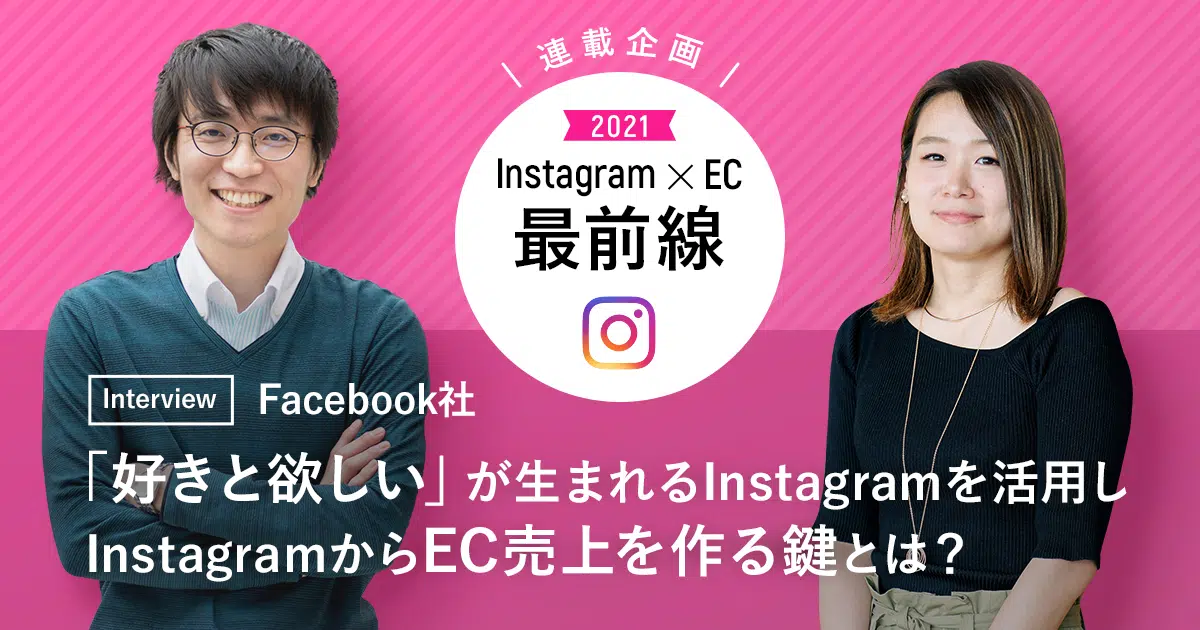 連載企画
2021
Instagram × EC
最前線
Interview Facebook社
「好きと欲しい」が生まれるInstagramを活用し
InstagramからEC売上を作る鍵とは？